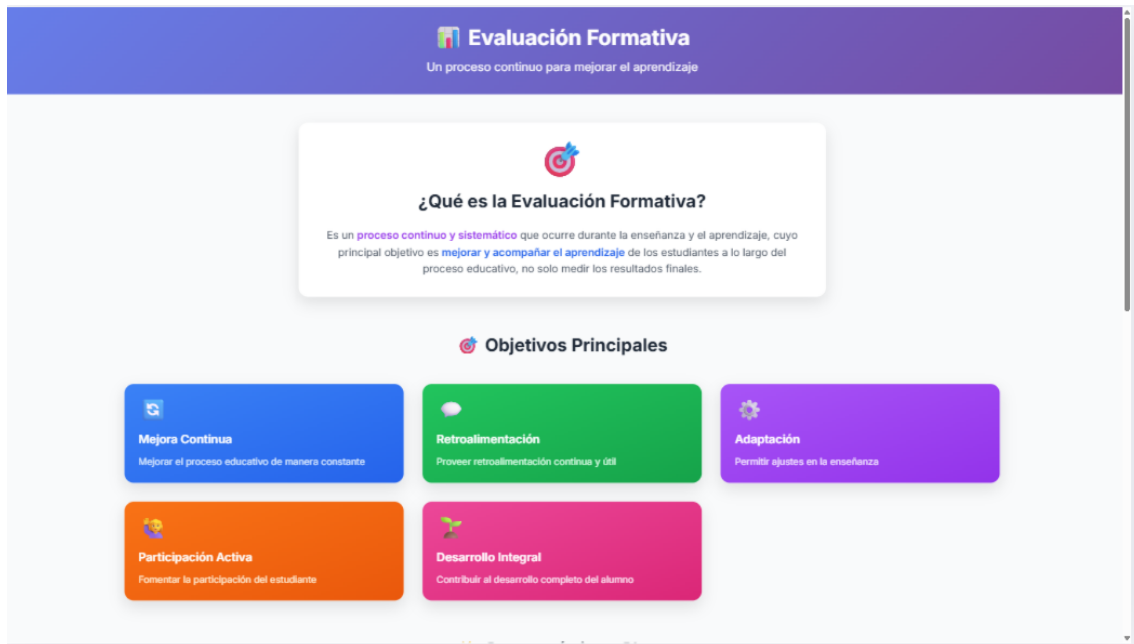 Evaluación Formativa
Un proceso continuo para mejorar el aprendizaje
¿Qué es la Evaluación Formativa?
Es un proceso continuo y sistemático que ocurre durante la enseñanza y el aprendizaje, cuyo
principal objetivo es mejorar y acompañar el aprendizaje de los estudiantes a lo largo del
proceso educativo, no solo medir los resultados finales.
Objetivos Principales
Mejora Continua
Mejorar el proceso educativo de manera constante
Retroalimentación
Proveer retroalimentación continua y útil
Adaptación
Permitir ajustes en la enseñanza
Participación Activa
Fomentar la participación del estudiante
Desarrollo Integral
Contribuir al desarrollo completo del alumno